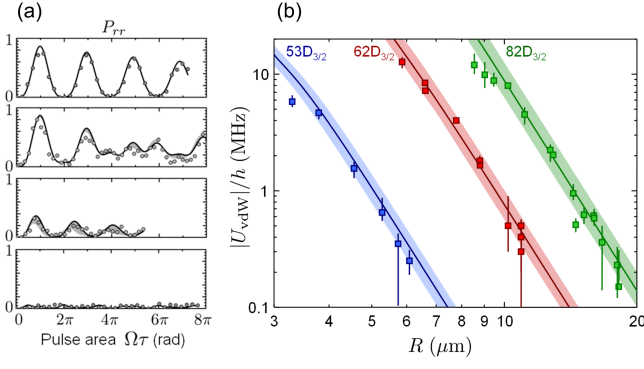 (a)
P_rr
1
0
1
0
1
0
1
0
0 2π 4π 6π 8π
Pulse area Ωτ (rad)
(b)
53D_3/2 62D_3/2 82D_3/2
10
1
0.1
|U_vdW|/h (MHz)
3 4 5 6 7 8 9 10 20
R (μm)